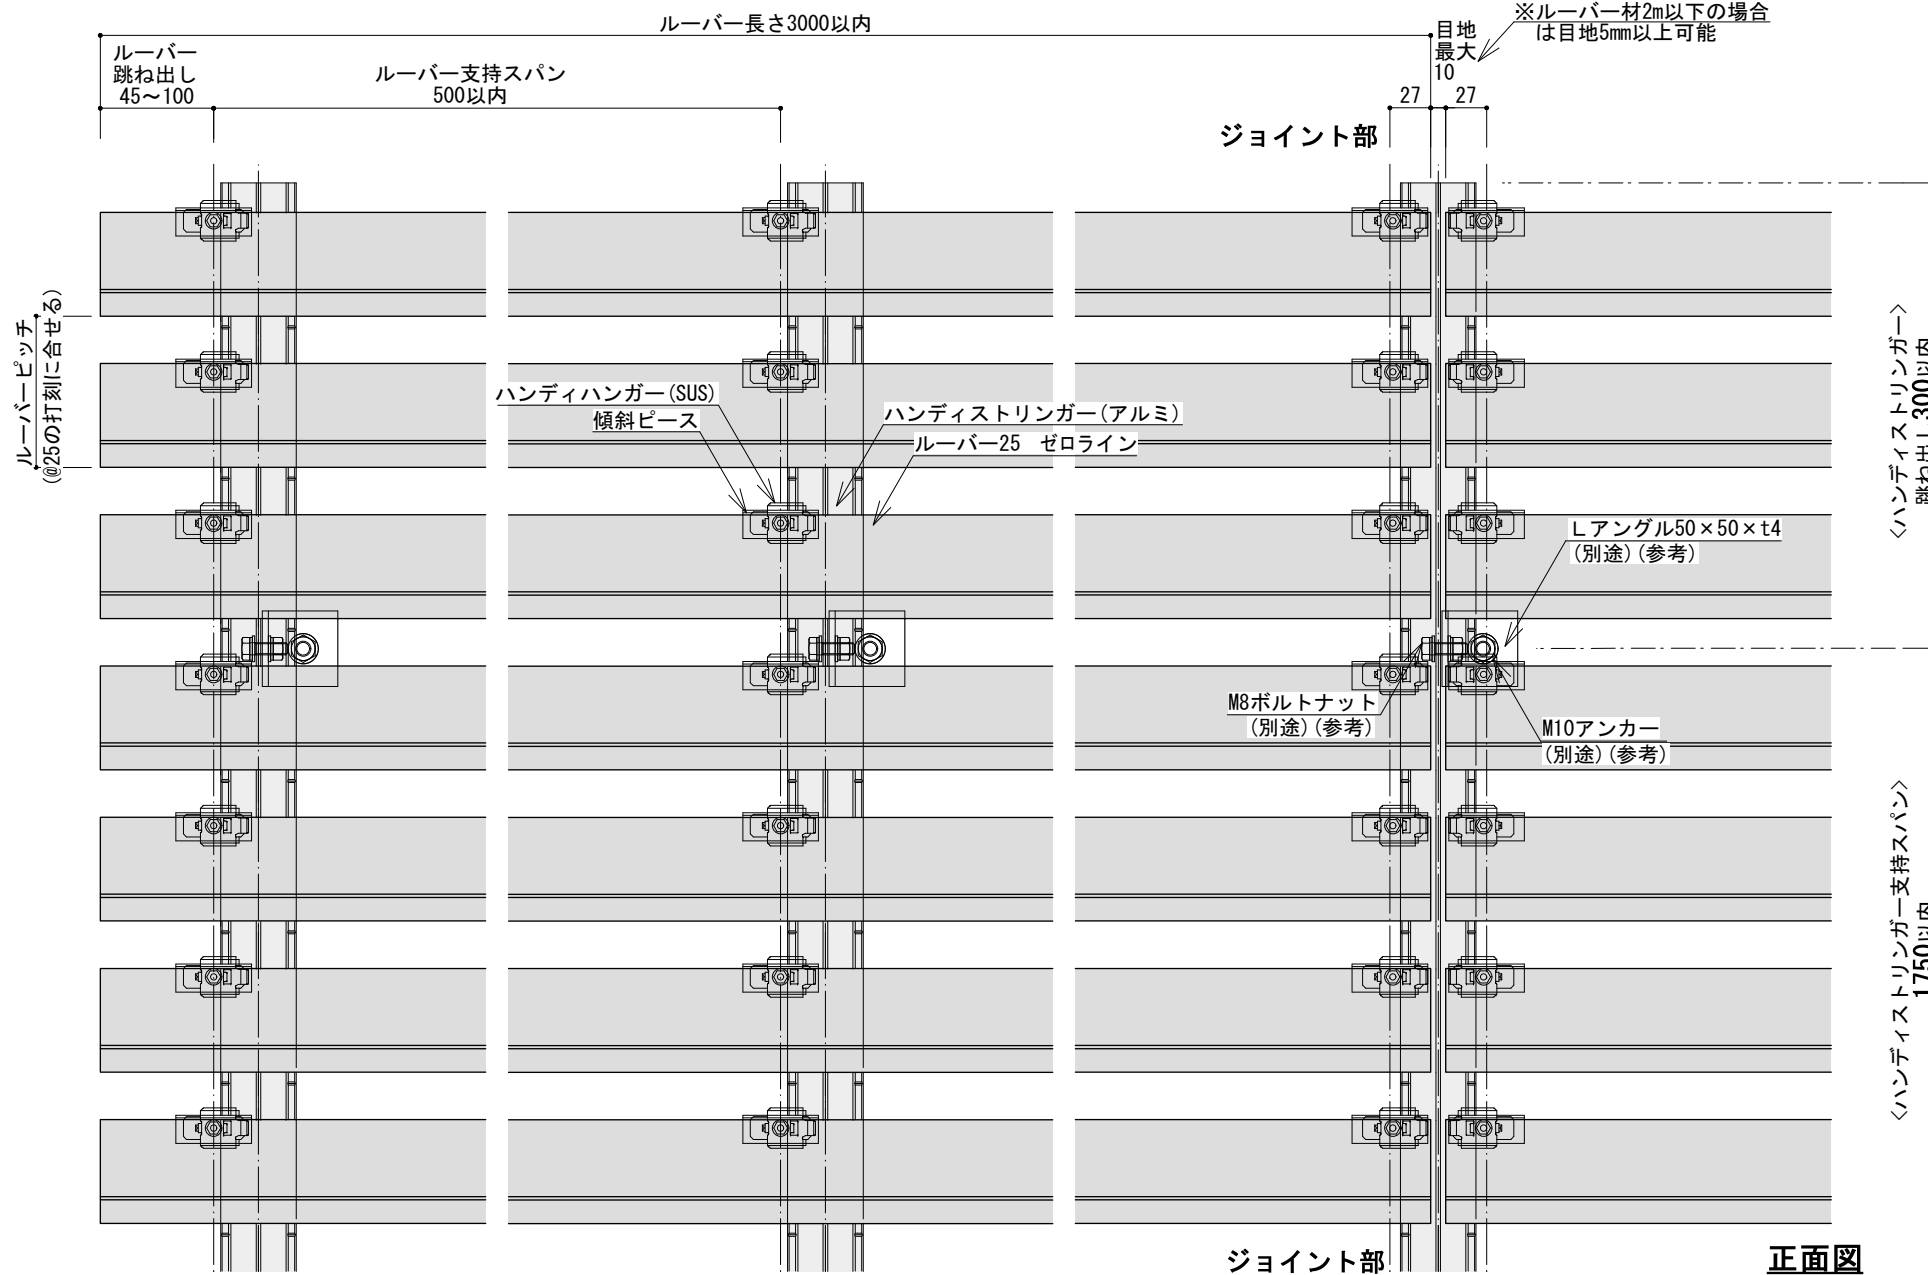 ルーバー長さ3000以内
※ルーバー材2m以下の場合
は目地5mm以上可能
目地
最大
10
ルーバー
跳ね出し
45～100
ルーバー支持スパン
500以内
27
27
ジョイント部
ルーバーピッチ
(@25の打刻に合せる)
ハンディハンガー(SUS)
傾斜ピース
ハンディストリンガー(アルミ)
ルーバー25 ゼロライン
〈ハンディストリンガー〉
跳ね出し300以内
Lアングル50×50×t4
(別途)(参考)
M8ボルトナット
(別途)(参考)
M10アンカー
(別途)(参考)
〈ハンディストリンガー支持スパン〉
1750以内
ジョイント部
正面図